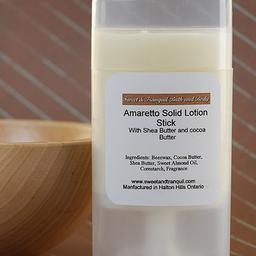 Sweet & Tranquil Bath and Body
Amaretto Solid Lotion
Stick
With Shea Butter and cocoa
Butter
Ingredients: Beeswax, Cocoa Butter,
Shea Butter, Sweet Almond Oil,
Cornstarch, Fragrance
www.sweetandtranquil.com
Manfactured in Halton Hills Ontario